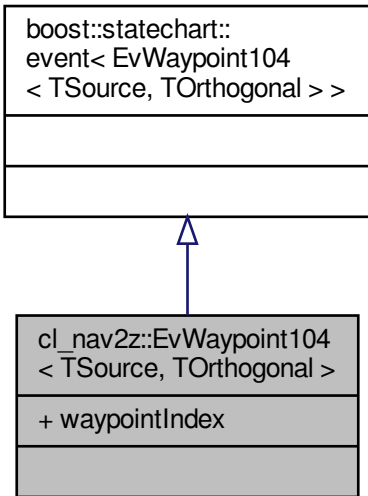 boost::statechart::
event< EvWaypoint104
< TSource, TOrthogonal > >
cl_nav2z::EvWaypoint104
< TSource, TOrthogonal >
+ waypointIndex